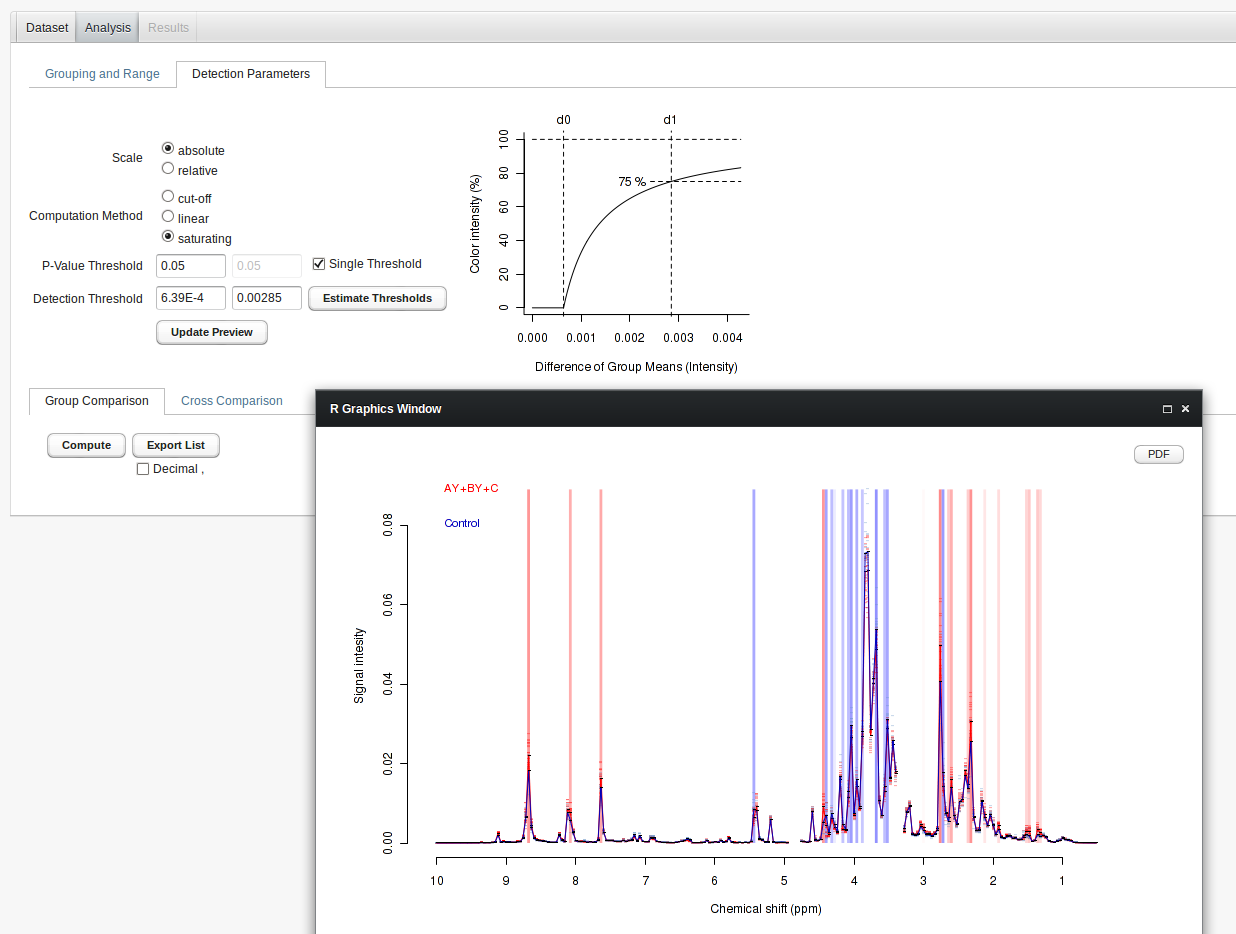 Dataset Analysis Results
Grouping and Range Detection Parameters
Scale
absolute
relative
Computation Method
cut-off
linear
saturating
P-Value Threshold 0.05 0.05 Single Threshold
Detection Threshold 6.39E-4 0.00285 Estimate Thresholds
Update Preview
d0 d1
75 %
Color intensity (%)
100
80
60
40
20
0
0.000 0.001 0.002 0.003 0.004
Difference of Group Means (Intensity)
Group Comparison Cross Comparison
Compute Export List
Decimal ,
R Graphics Window
PDF
AY+BY+C
Control
Signal intesity
0.08
0.06
0.04
0.02
0.00
10 9 8 7 6 5 4 3 2 1
Chemical shift (ppm)